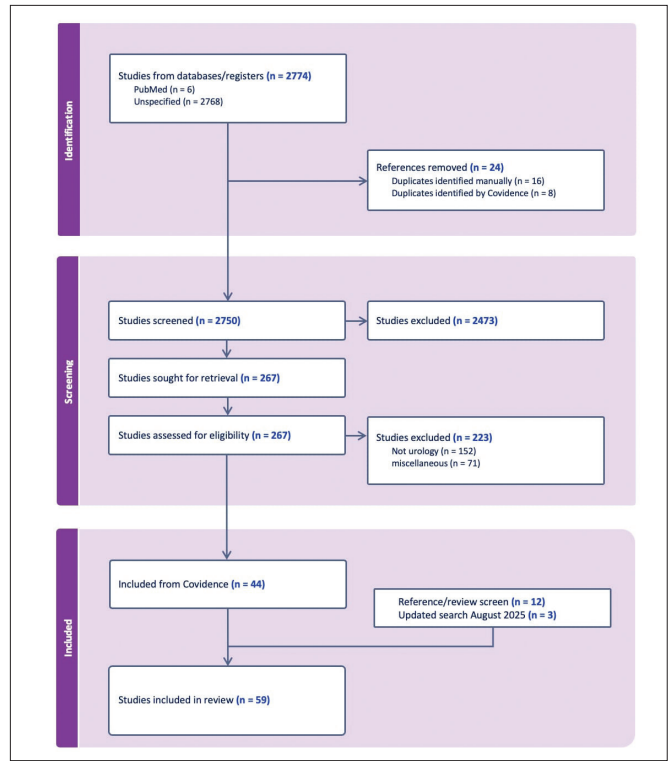 Identification
Studies from databases/registers (n = 2774)
PubMed (n = 6)
Unspecified (n = 2768)
References removed (n = 24)
Duplicates identified manually (n = 16)
Duplicates identified by Covidence (n = 8)
Screening
Studies screened (n = 2750)
Studies excluded (n = 2473)
Studies sought for retrieval (n = 267)
Studies assessed for eligibility (n = 267)
Studies excluded (n = 223)
Not urology (n = 152)
miscellaneous (n = 71)
Included
Included from Covidence (n = 44)
Reference/review screen (n = 12)
Updated search August 2025 (n = 3)
Studies included in review (n = 59)